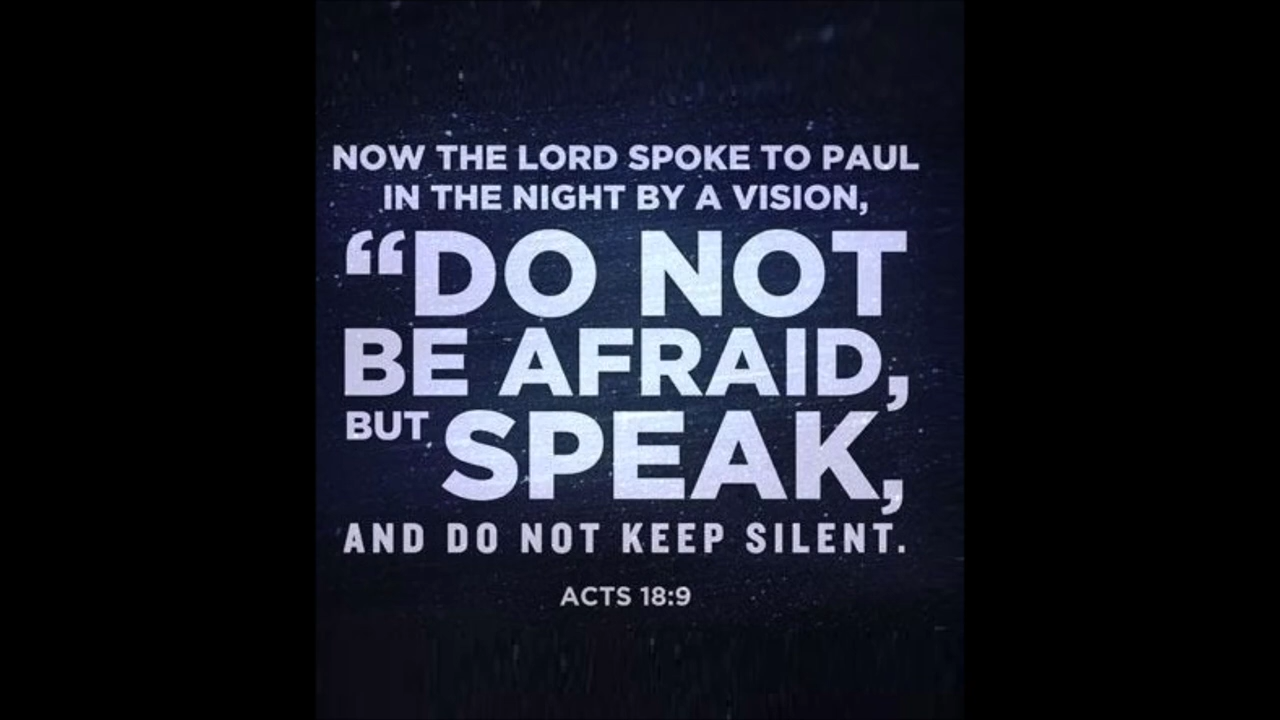 NOW THE LORD SPOKE TO PAUL
IN THE NIGHT BY A VISION,
“DO NOT
BE AFRAID,
BUT SPEAK,
AND DO NOT KEEP SILENT.
ACTS 18:9